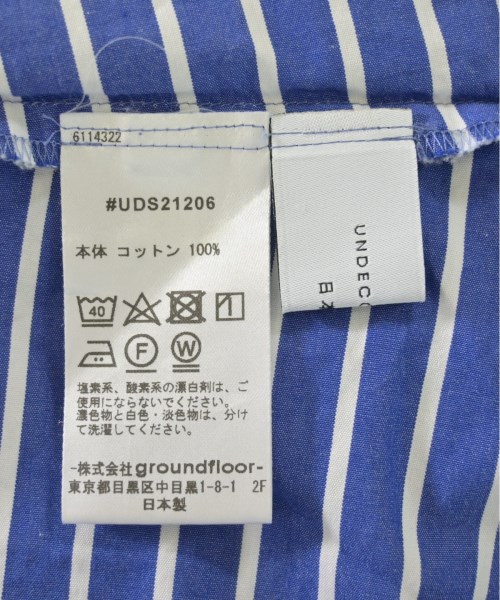 6114322
#UDS21206
本体 コットン 100%
40
F W
塩素系、酸素系の漂白剤は、ご
使用にならないでください。
濃色物と白色・淡色物は、分け
て洗濯してください。
-株式会社groundfloor-
東京都目黒区中目黒1-8-1 2F
日本製
UNDECO
日本